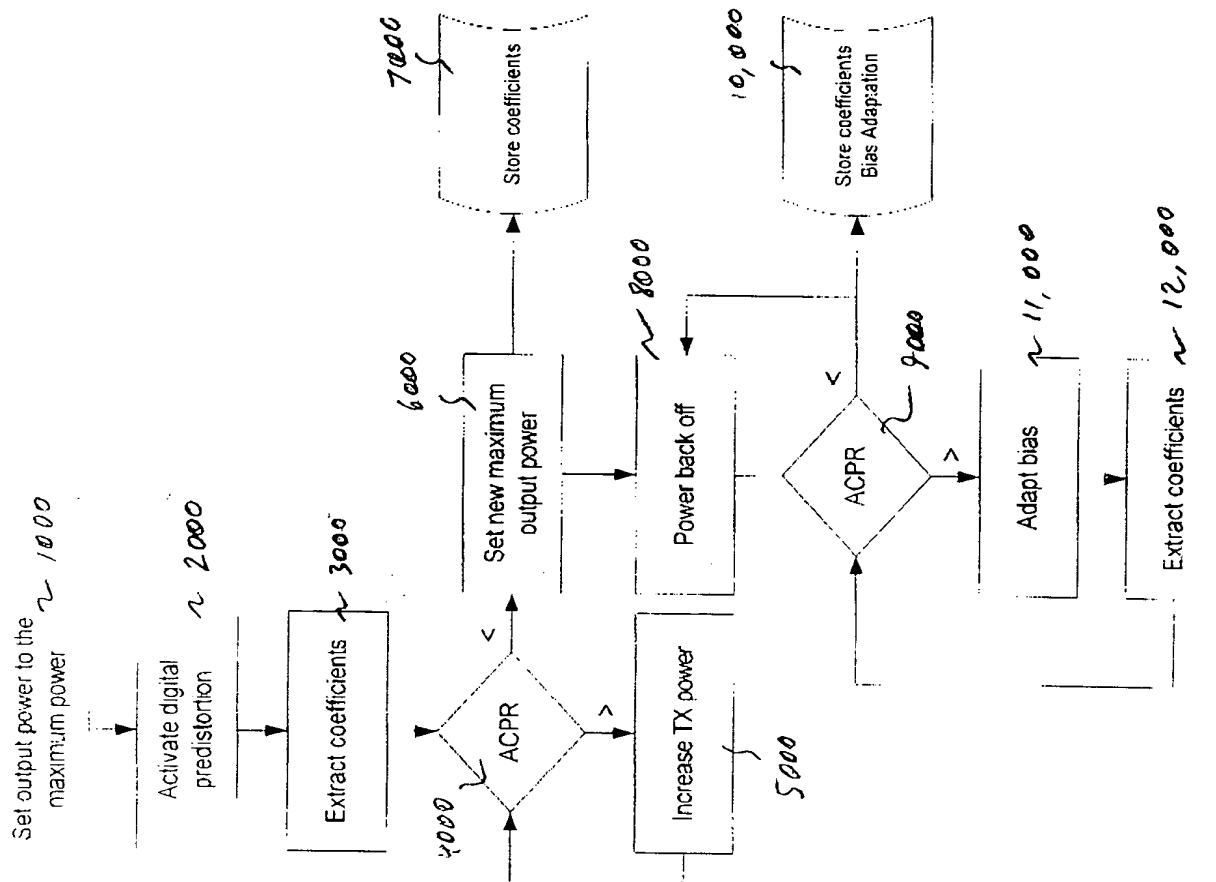 Set output power to the
maximum power
~ 1000
Activate digital
predistortion
~ 2000
Extract coefficients
~ 3000
ACPR
4000
<
>
Increase TX power
5000
Set new maximum
output power
6000
Store coefficients
7000
Power back off
~ 8000
ACPR
9000
<
>
Store coefficients
Bias Adaptation
10,000
Adapt bias
~ 11,000
Extract coefficients
~ 12,000